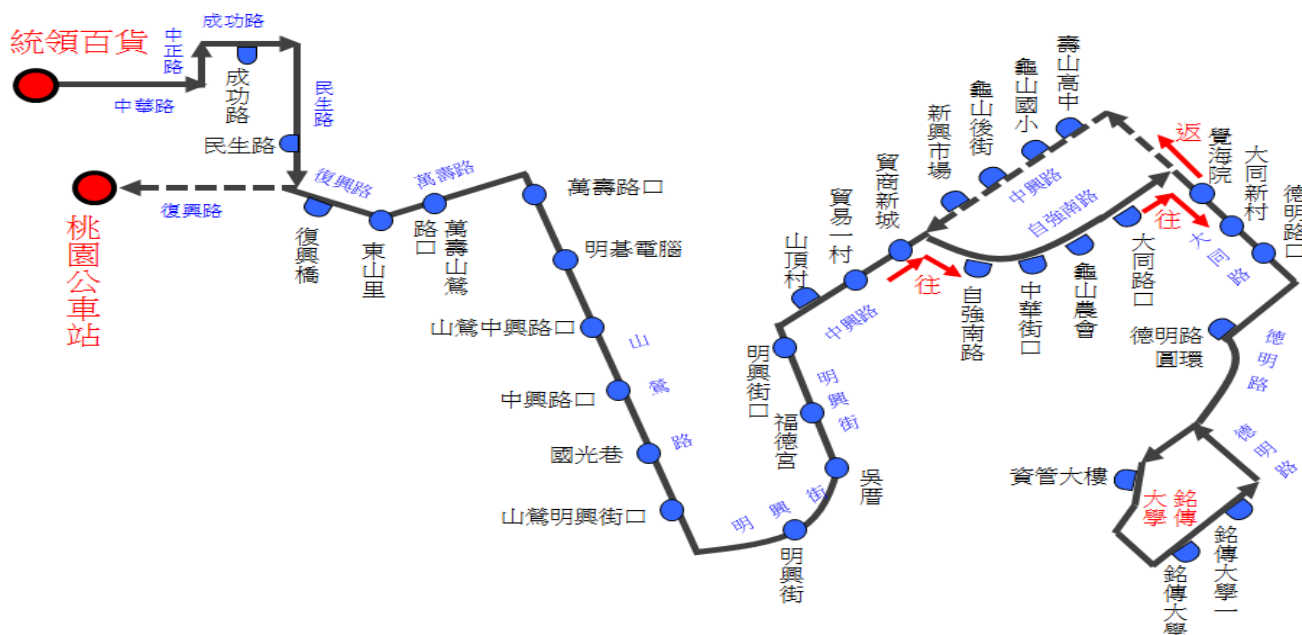 統領百貨
中華路
中正路
成功路
成功路
民生路
民生路
桃園公車站
復興路
復興路
復興橋
東山里
萬壽路
萬壽山鶯路口
萬壽路口
明碁電腦
山鶯中興路口
中興路口
國光巷
山鶯明興街口
山鶯路
明興街
明興街
吳厝
福德宮
明興街
明興街口
山頂村
貿易一村
貿商新城
中興路
往
新興市場
龜山後街
龜山國小
壽山高中
中興路
自強南路
自強南路
中華街口
龜山農會
大同路口
往
返
覺海院
大同新村
德明路口
大同路
德明路圓環
德明路
德明路
資管大樓
銘傳大學
銘傳大學一
銘傳大學